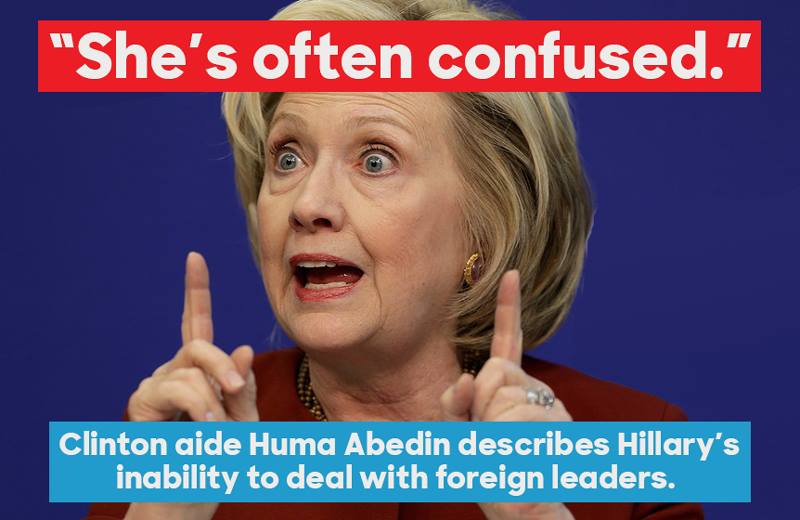 “She’s often confused.”
Clinton aide Huma Abedin describes Hillary’s
inability to deal with foreign leaders.